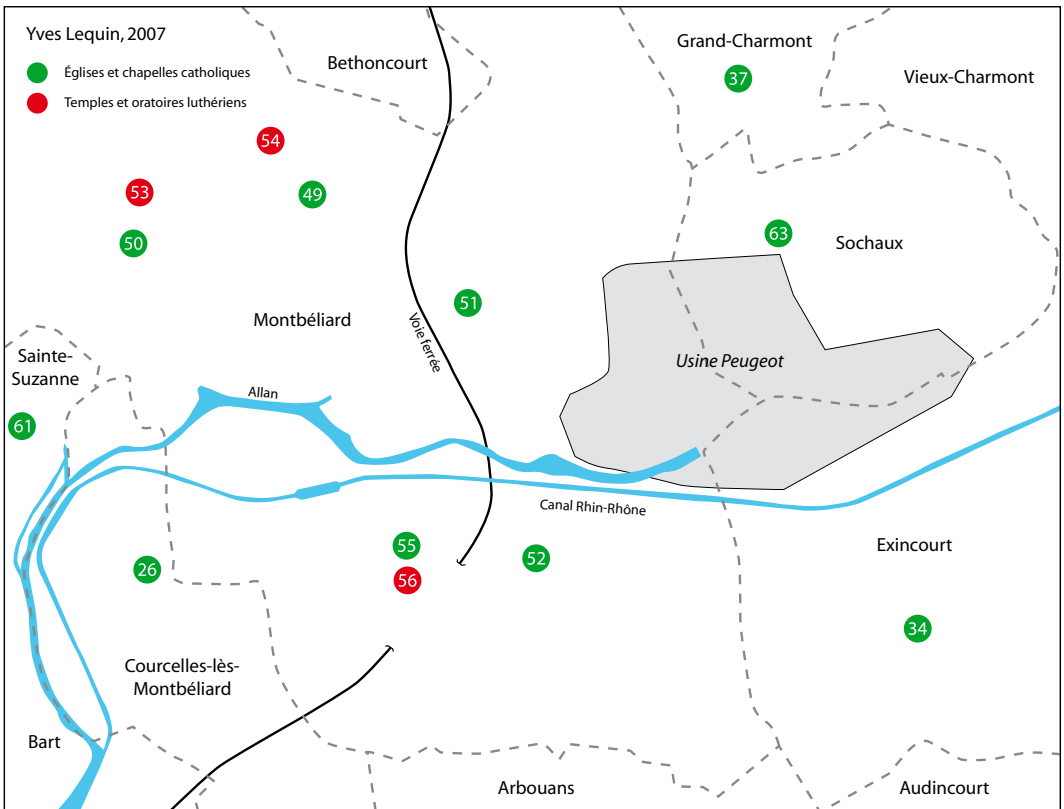 Yves Lequin, 2007
Églises et chapelles catholiques
Temples et oratoires luthériens
Bethoncourt
Grand-Charmont
37
Vieux-Charmont
54
53
49
50
63
Sochaux
51
Montbéliard
Voie ferrée
Sainte-
Suzanne
Usine Peugeot
Allan
61
Canal Rhin-Rhône
55
52
Exincourt
26
56
34
Courcelles-lès-
Montbéliard
Bart
Arbouans
Audincourt